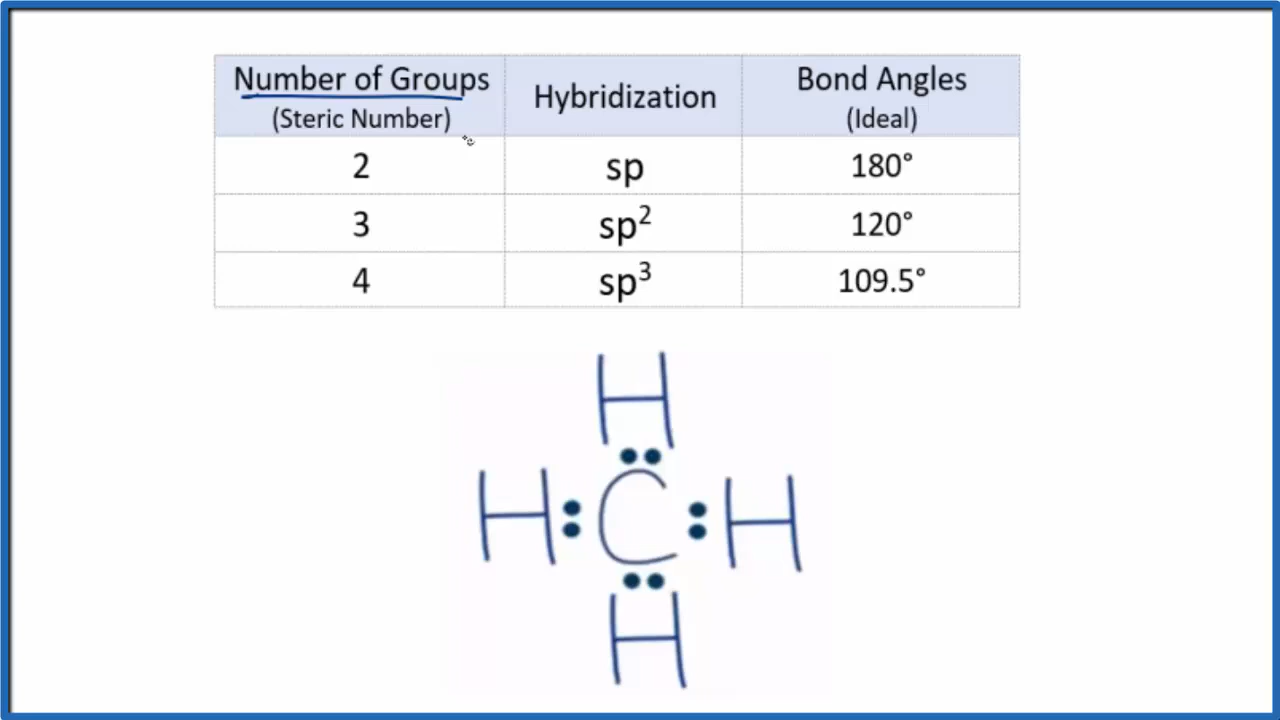 Number of Groups Hybridization Bond Angles
(Steric Number) (Ideal)
2 sp 180°
3 sp² 120°
4 sp³ 109.5°
H
H : C : H
H